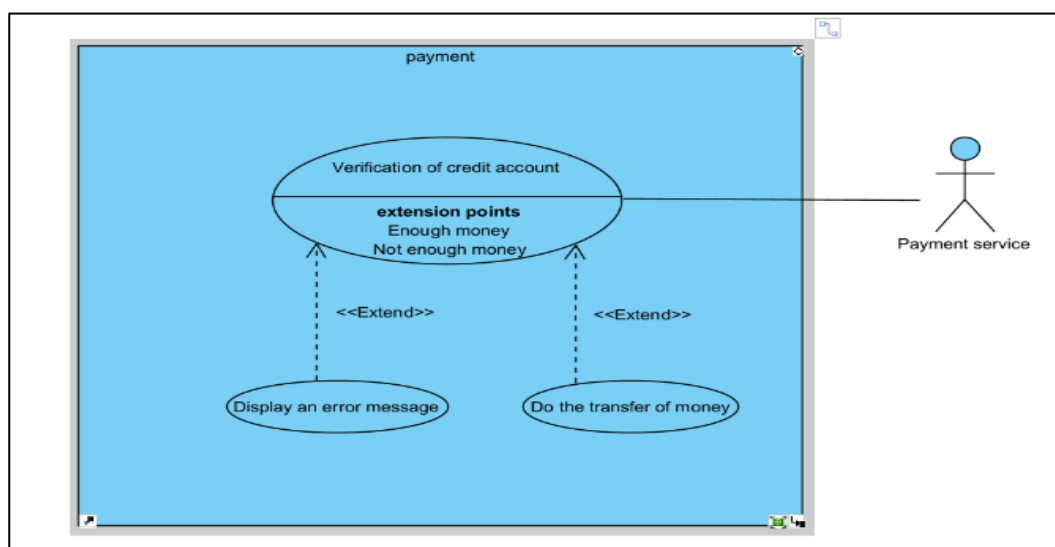 payment
Verification of credit account
extension points
Enough money
Not enough money
Payment service
<<Extend>>
<<Extend>>
Display an error message
Do the transfer of money